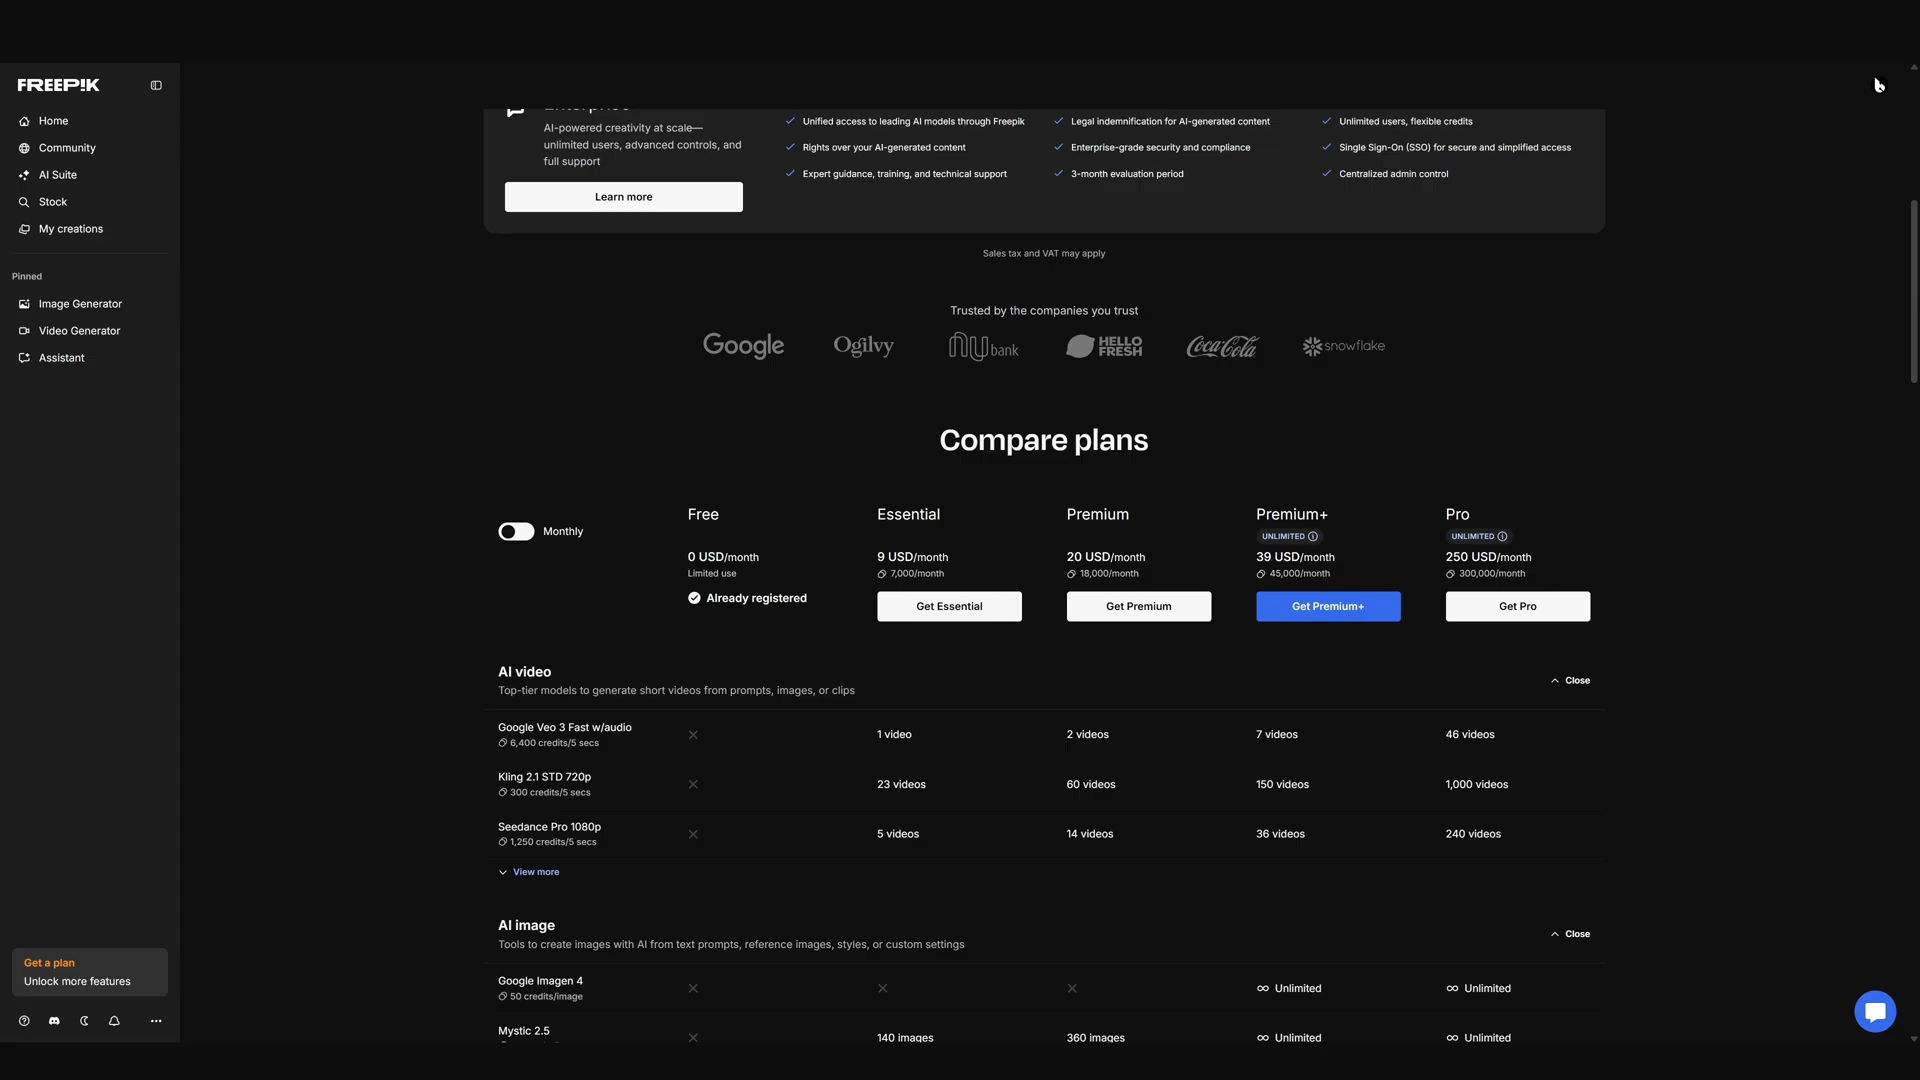 FREEP!K
Home
Community
AI Suite
Stock
My creations
Pinned
Image Generator
Video Generator
Assistant
Get a plan
Unlock more features
AI-powered creativity at scale—
unlimited users, advanced controls, and
full support
Learn more
Unified access to leading AI models through Freepik
Rights over your AI-generated content
Expert guidance, training, and technical support
Legal indemnification for AI-generated content
Enterprise-grade security and compliance
3-month evaluation period
Unlimited users, flexible credits
Single Sign-On (SSO) for secure and simplified access
Centralized admin control
Sales tax and VAT may apply
Trusted by the companies you trust
Google
Ogilvy
nu bank
HELLO
FRESH
Coca-Cola
snowflake
Compare plans
Monthly
Free
0 USD/month
Limited use
Already registered
Essential
9 USD/month
7,000/month
Get Essential
Premium
20 USD/month
18,000/month
Get Premium
Premium+
UNLIMITED
39 USD/month
45,000/month
Get Premium+
Pro
UNLIMITED
250 USD/month
300,000/month
Get Pro
AI video
Top-tier models to generate short videos from prompts, images, or clips
Close
Google Veo 3 Fast w/audio
6,400 credits/5 secs
1 video
2 videos
7 videos
46 videos
Kling 2.1 STD 720p
300 credits/5 secs
23 videos
60 videos
150 videos
1,000 videos
Seedance Pro 1080p
1,250 credits/5 secs
5 videos
14 videos
36 videos
240 videos
View more
AI image
Tools to create images with AI from text prompts, reference images, styles, or custom settings
Close
Google Imagen 4
50 credits/image
Unlimited
Unlimited
Mystic 2.5
140 images
360 images
Unlimited
Unlimited